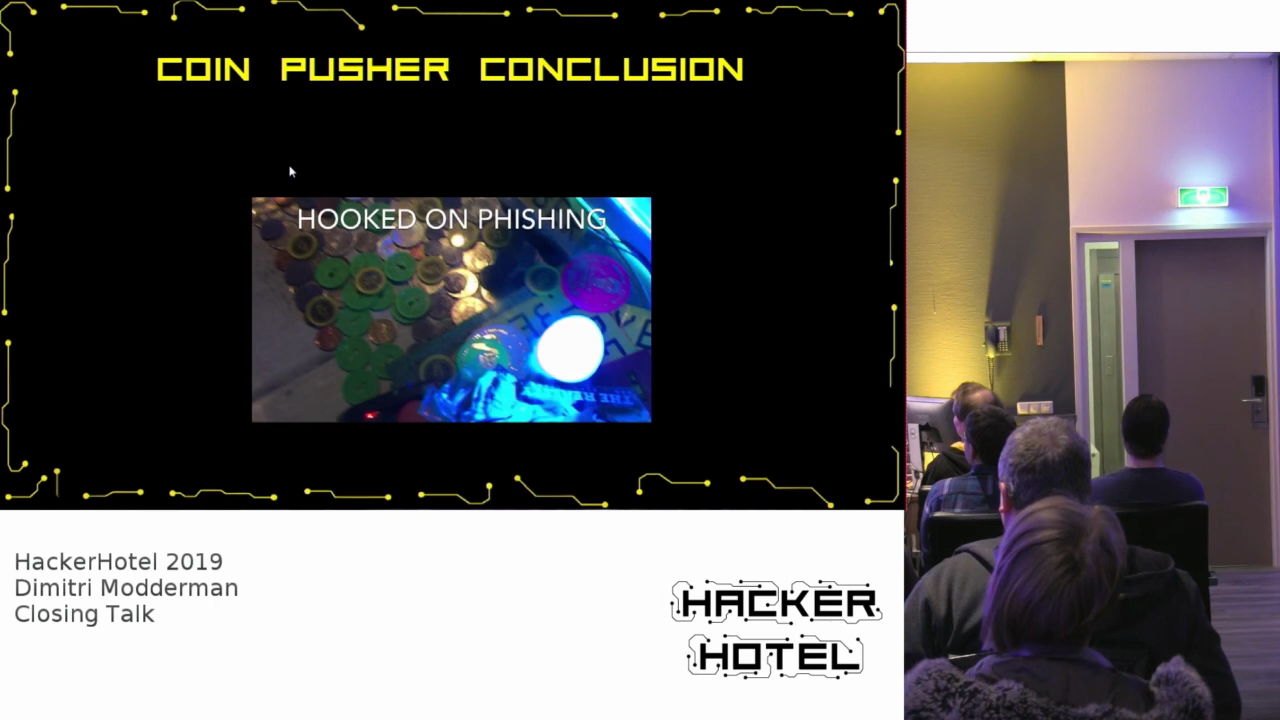 COIN PUSHER CONCLUSION
HOOKED ON PHISHING
HackerHotel 2019
Dimitri Modderman
Closing Talk
HACKER
HOTEL